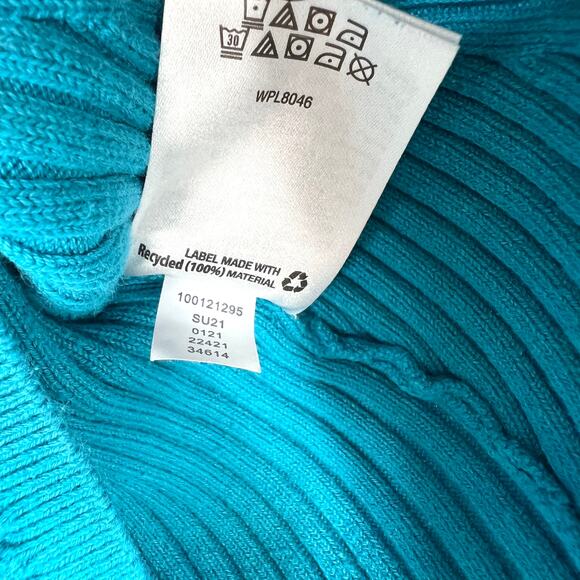 30
WPL8046
LABEL MADE WITH
Recycled (100%) MATERIAL
100121295
SU21
0121
22421
34614